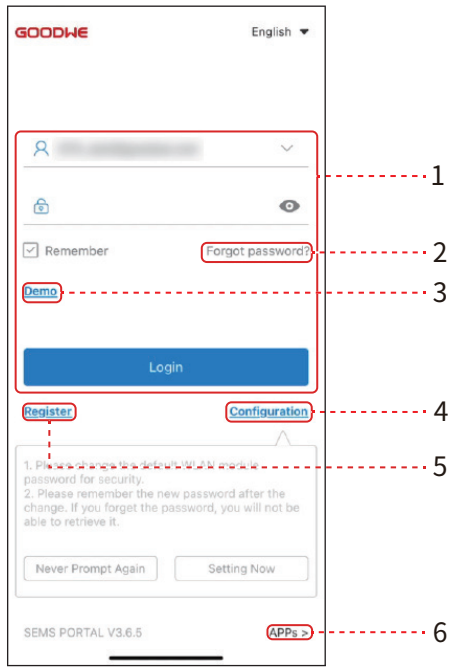 GOODWE
English
1
Remember
Forgot password?
2
Demo
3
Login
Register
Configuration
4
1. Please change the default WLAN module
password for security.
5
2. Please remember the new password after the
change. If you forget the password, you will not be
able to retrieve it.
Never Prompt Again
Setting Now
SEMS PORTAL V3.6.5
APPs >
6